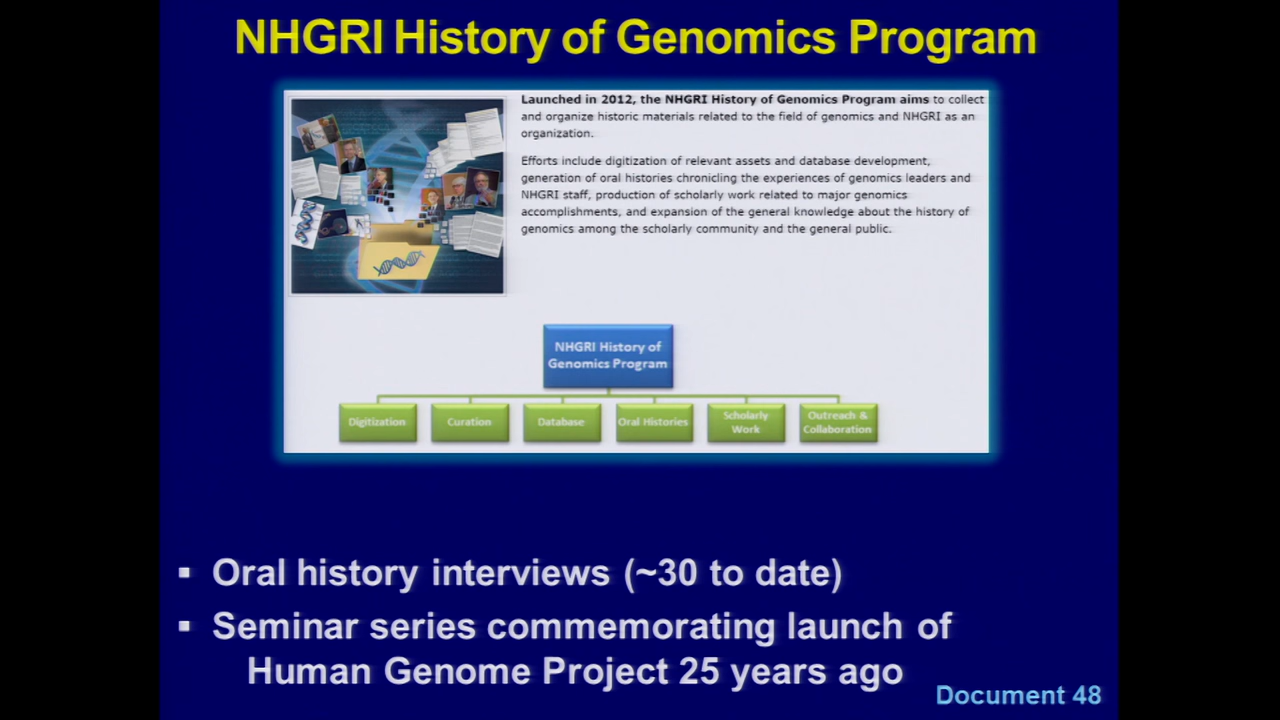 NHGRI History of Genomics Program
Launched in 2012, the NHGRI History of Genomics Program aims to collect
and organize historic materials related to the field of genomics and NHGRI as an
organization.
Efforts include digitization of relevant assets and database development,
generation of oral histories chronicling the experiences of genomics leaders and
NHGRI staff, production of scholarly work related to major genomics
accomplishments, and expansion of the general knowledge about the history of
genomics among the scholarly community and the general public.
NHGRI History of
Genomics Program
Digitization
Curation
Database
Oral Histories
Scholarly
Work
Outreach &
Collaboration
▪ Oral history interviews (~30 to date)
▪ Seminar series commemorating launch of
Human Genome Project 25 years ago
Document 48